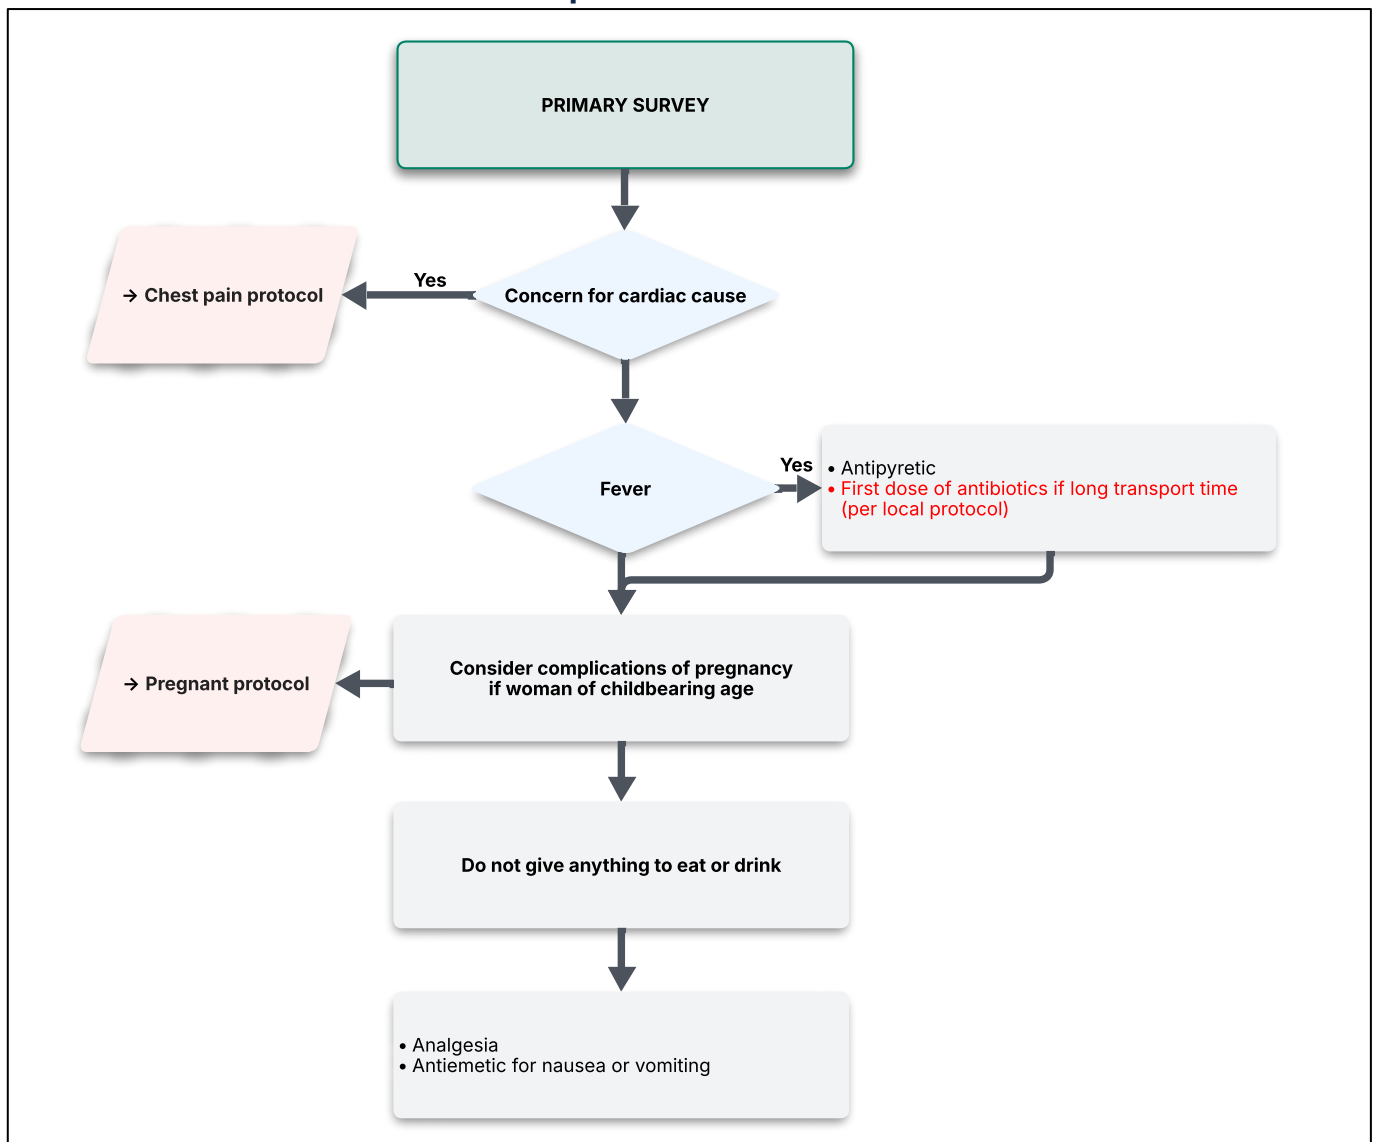 PRIMARY SURVEY
Yes
→ Chest pain protocol
Concern for cardiac cause
Fever
Yes
• Antipyretic
• First dose of antibiotics if long transport time
(per local protocol)
→ Pregnant protocol
Consider complications of pregnancy
if woman of childbearing age
Do not give anything to eat or drink
• Analgesia
• Antiemetic for nausea or vomiting